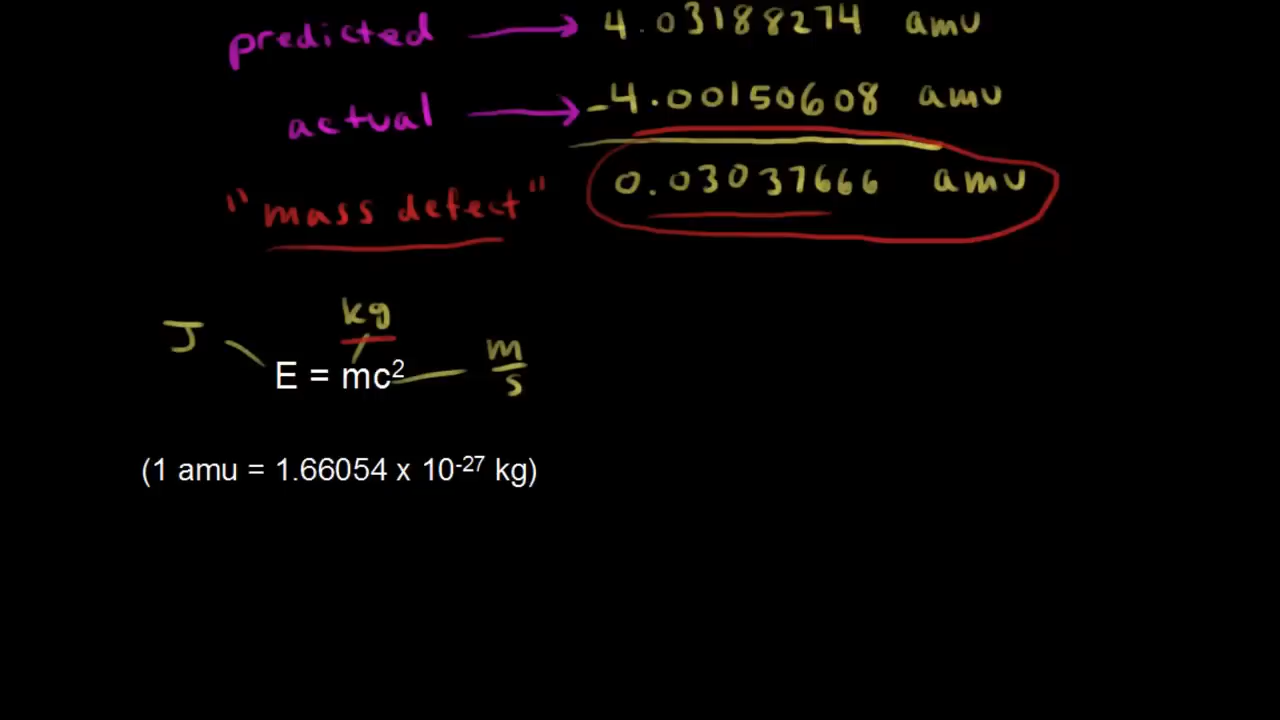 predicted → 4.03188274 amu
actual → -4.00150608 amu
"mass defect" 0.03037666 amu
kg
J
m
s
E = mc²
(1 amu = 1.66054 x 10⁻²⁷ kg)